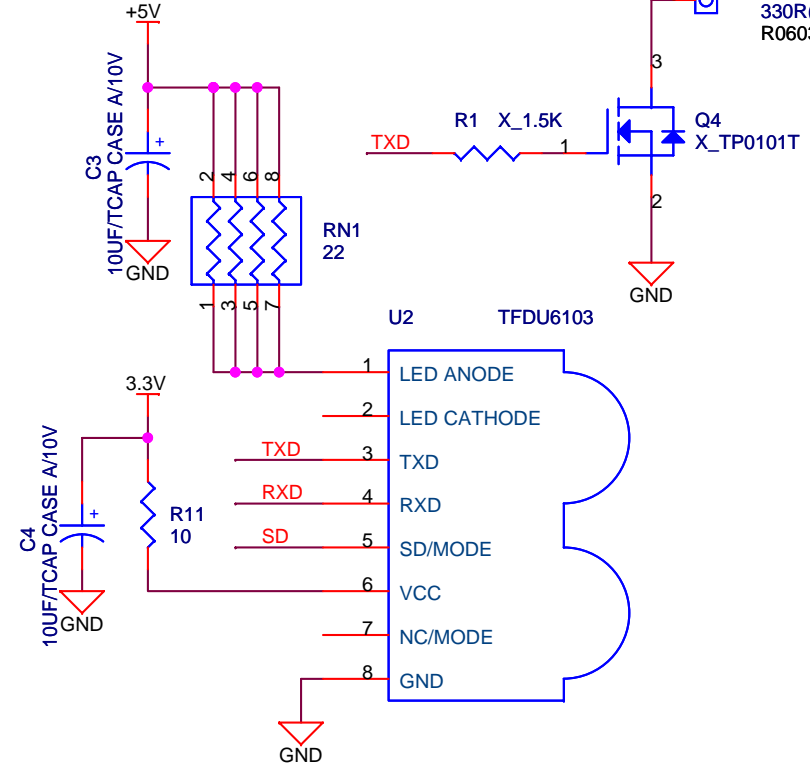 +5V
C3
10UF/TCAP CASE A/10V
+
2
4
6
8
1
3
5
7
RN1
22
GND
TXD
R1 X_1.5K
1
3
2
Q4
X_TP0101T
GND
330R
R060
U2 TFDU6103
1 LED ANODE
2 LED CATHODE
TXD 3 TXD
RXD 4 RXD
SD 5 SD/MODE
6 VCC
7 NC/MODE
8 GND
GND
3.3V
C4
10UF/TCAP CASE A/10V
+
R11
10
GND